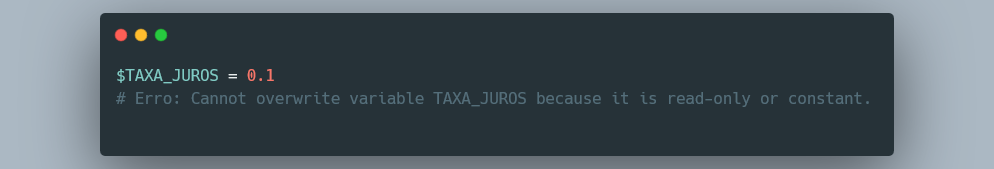 $TAXA_JUROS = 0.1
# Erro: Cannot overwrite variable TAXA_JUROS because it is read-only or constant.